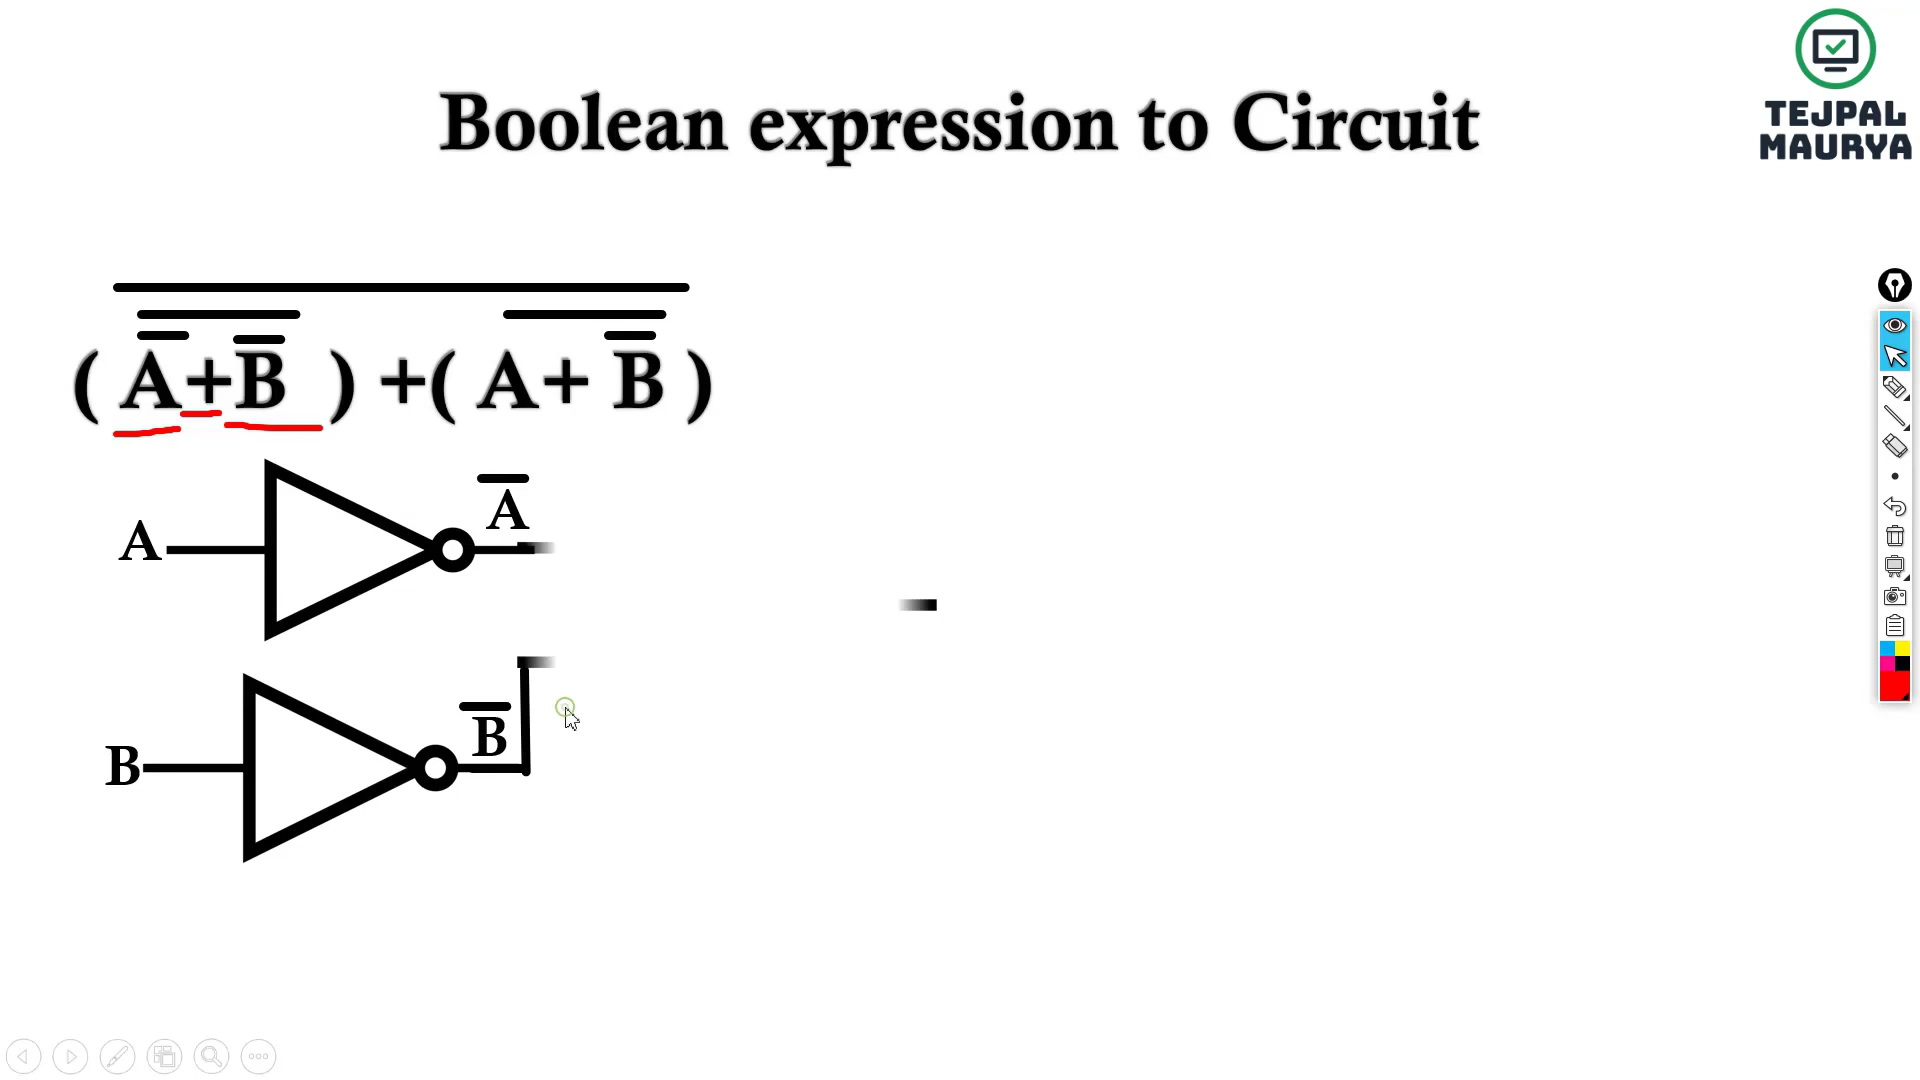 Boolean expression to Circuit
TEJPAL
MAURYA
( A̅+B̅ ) +( A+ B̅ )
A̅
A
B̅
B